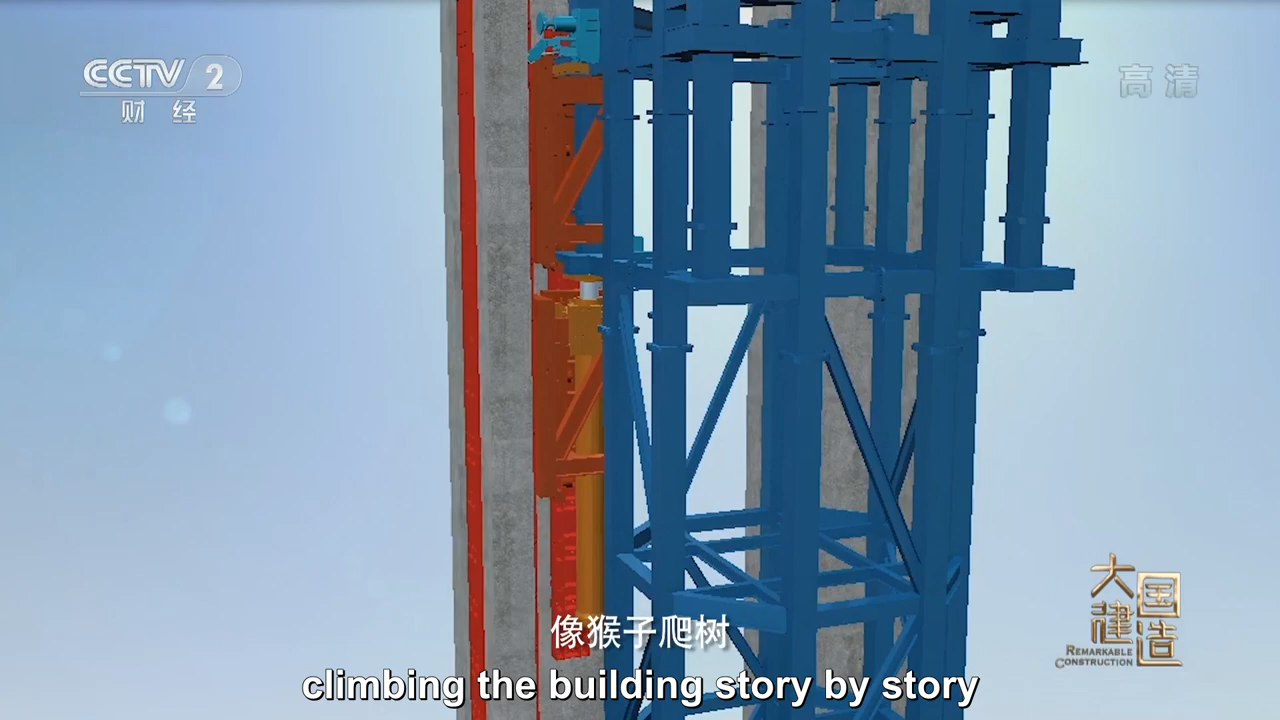 CCTV 2
财 经
高 清
大国
建造
REMARKABLE
CONSTRUCTION
像猴子爬树
climbing the building story by story